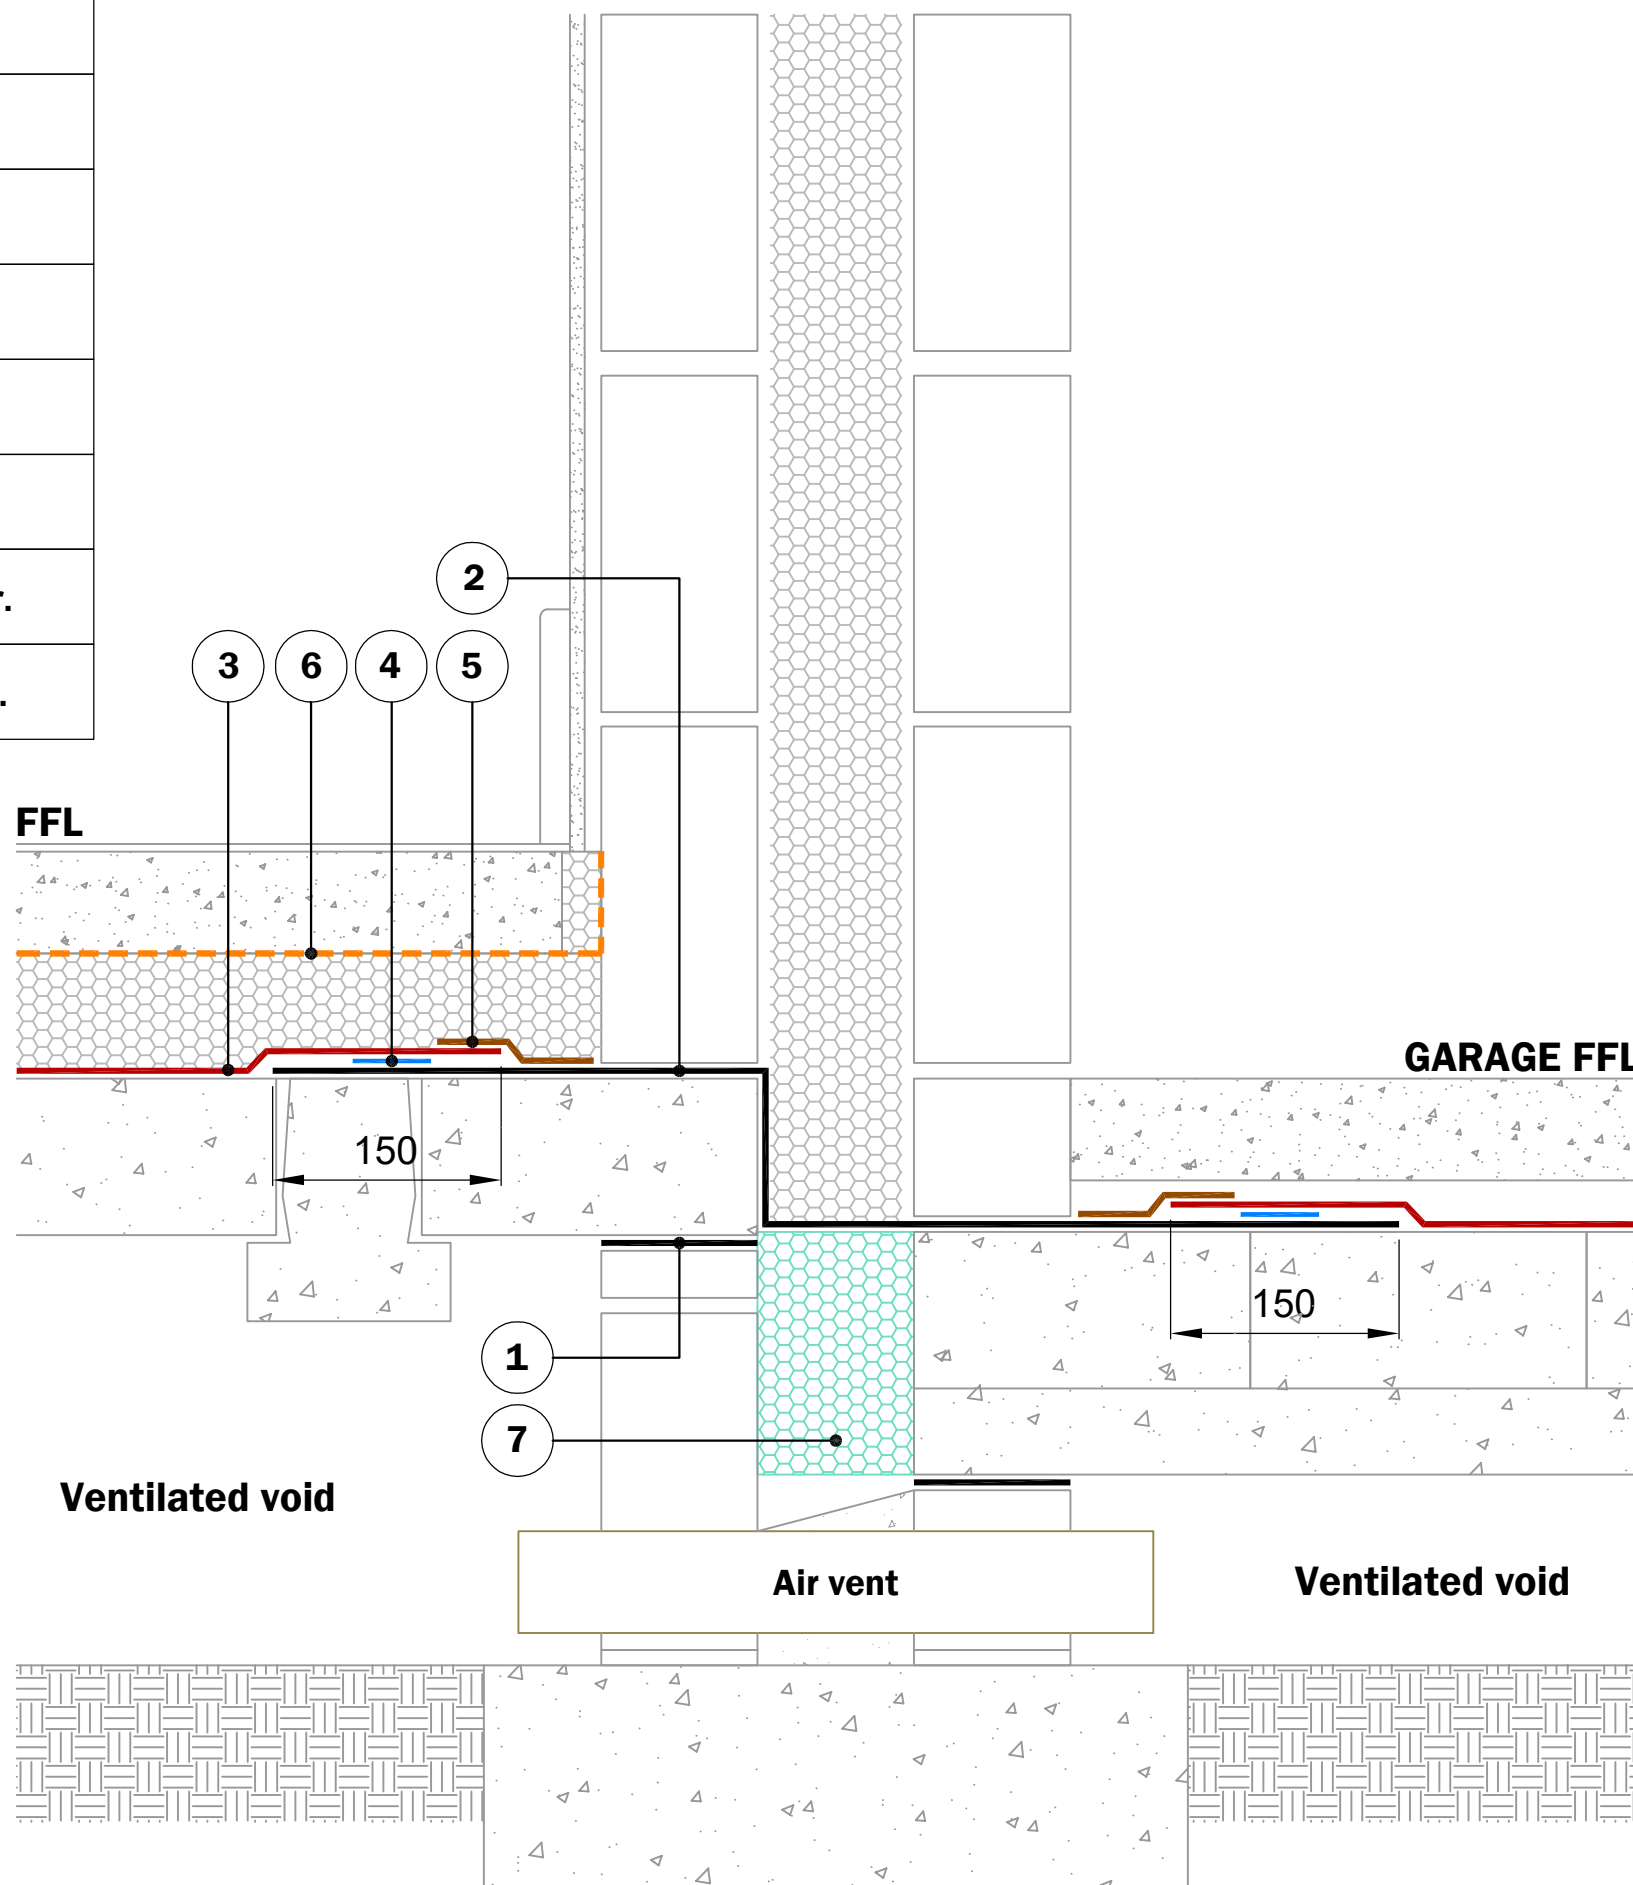 2
3 6 4 5
FFL
GARAGE FFL
150
150
1
7
Ventilated void
Air vent
Ventilated void